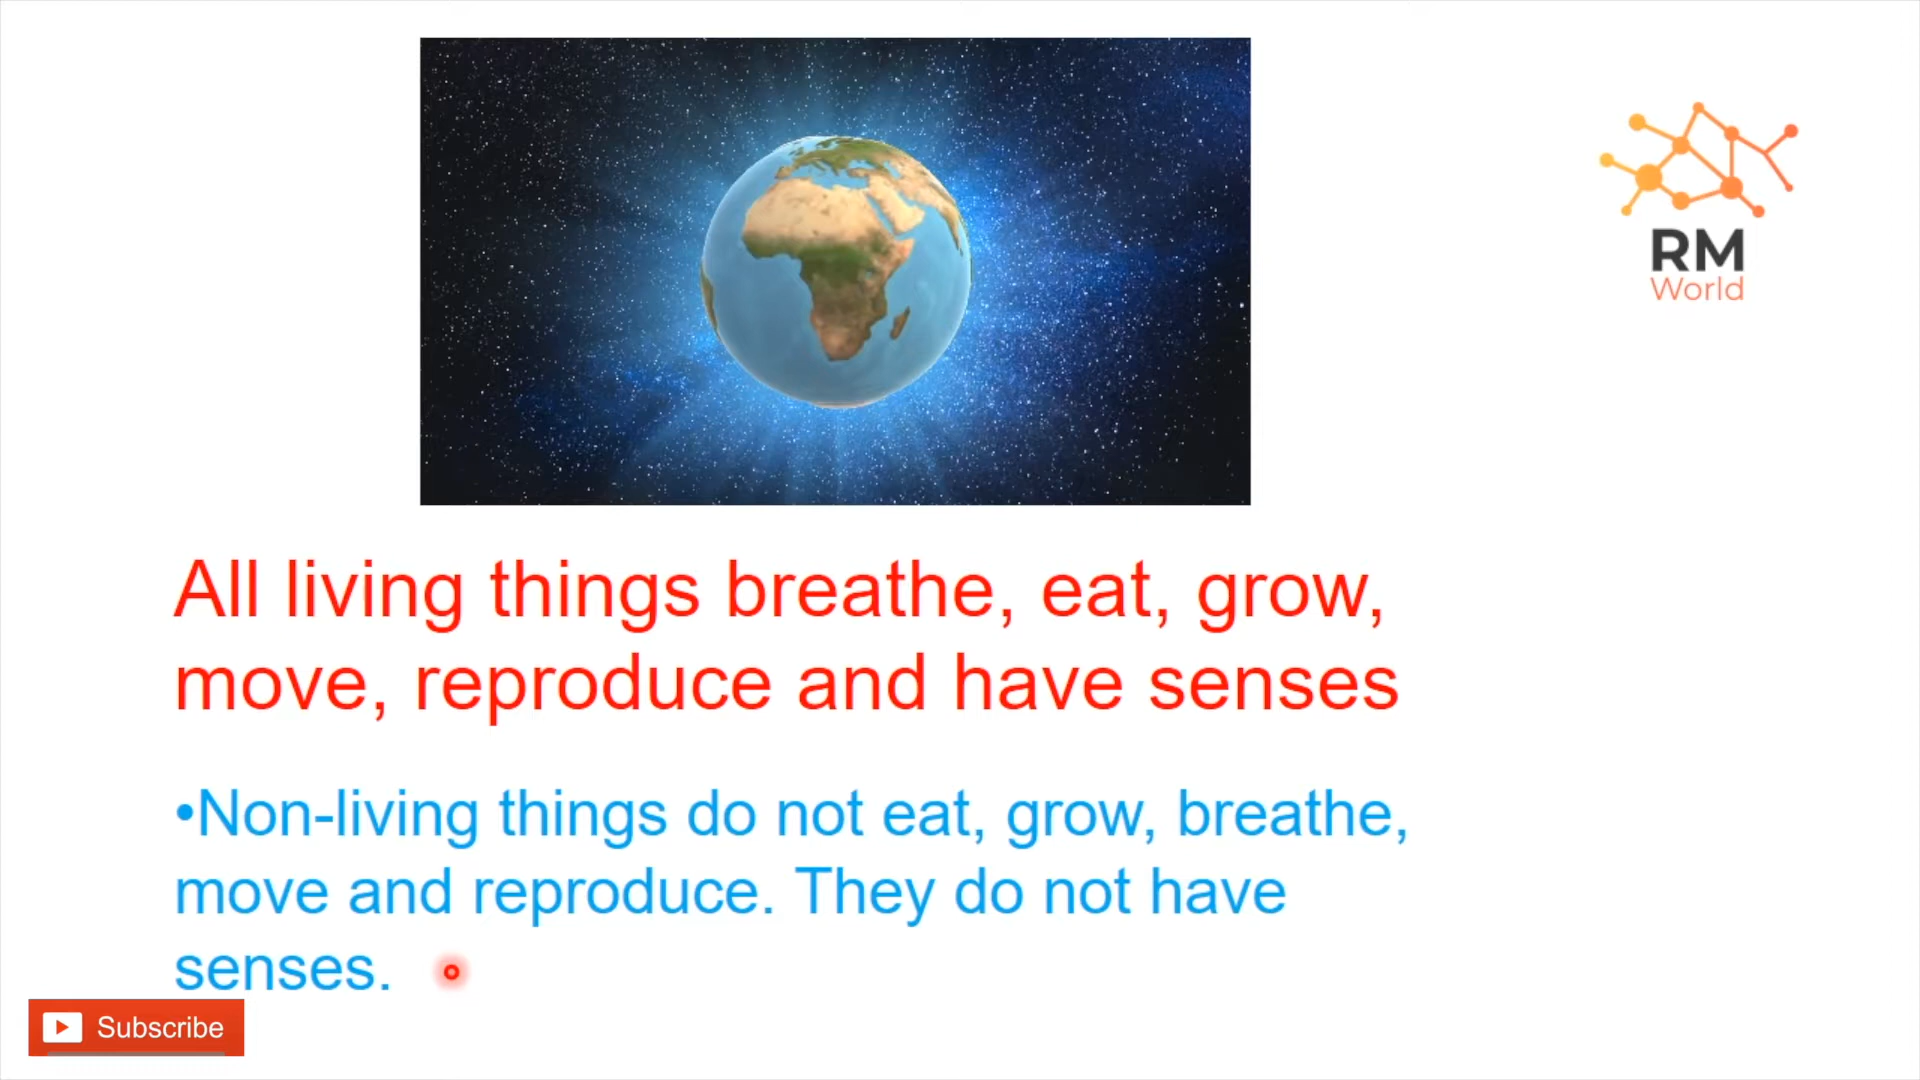 RM
World
All living things breathe, eat, grow,
move, reproduce and have senses
•Non-living things do not eat, grow, breathe,
move and reproduce. They do not have
senses.
Subscribe